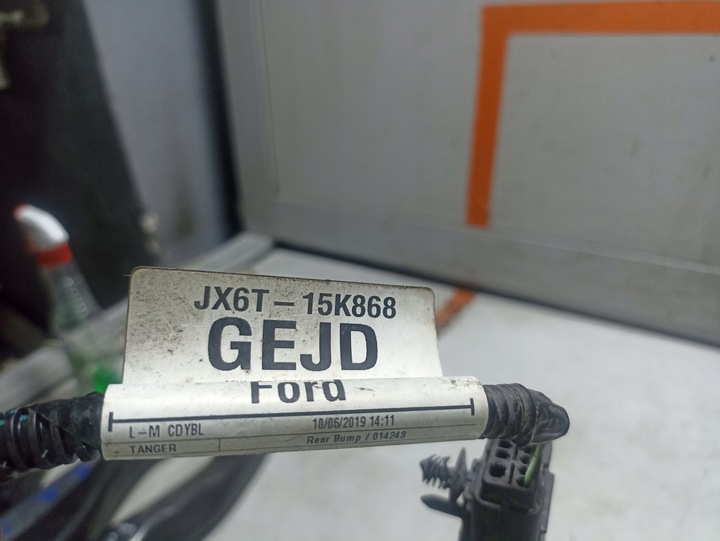 JX6T-15K868
GEJD
Ford
L-M CDYBL 10/06/2019 14:11
TANGER Rear Bump / 014243